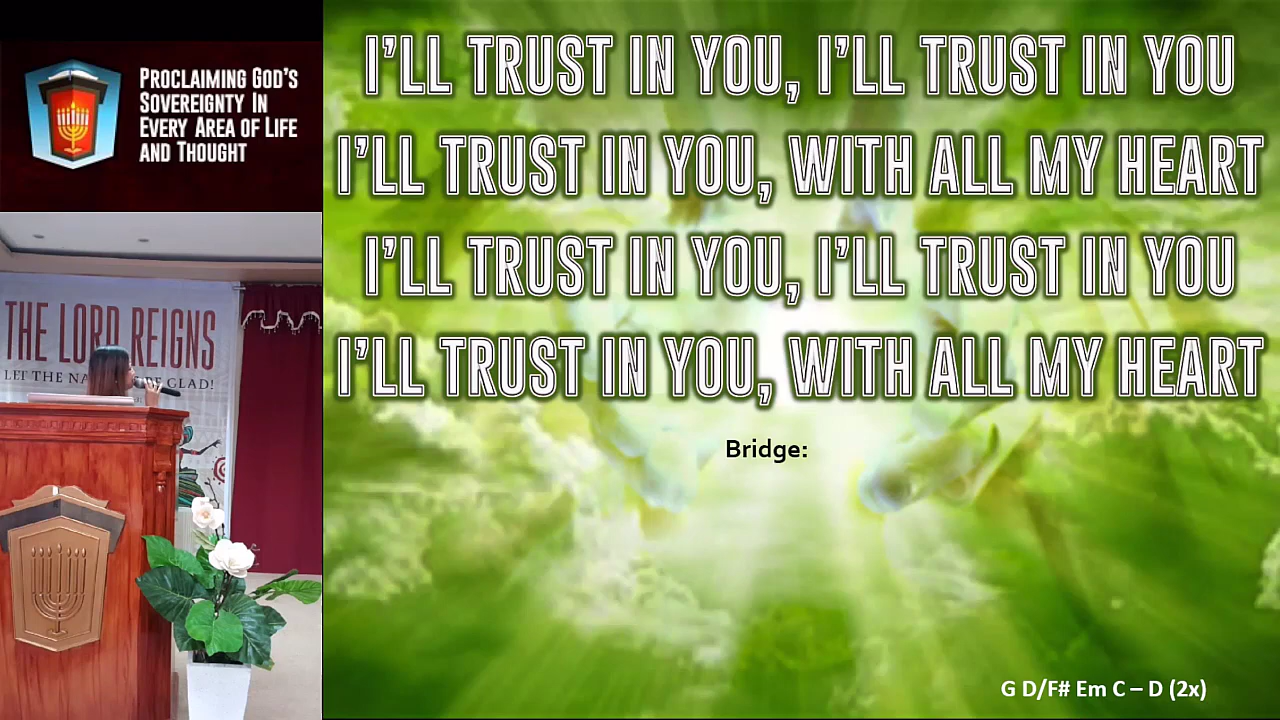 PROCLAIMING GOD'S
SOVEREIGNTY IN
EVERY AREA OF LIFE
AND THOUGHT
THE LORD REIGNS
LET THE GLAD!
I'LL TRUST IN YOU, I'LL TRUST IN YOU
I'LL TRUST IN YOU, WITH ALL MY HEART
I'LL TRUST IN YOU, I'LL TRUST IN YOU
I'LL TRUST IN YOU, WITH ALL MY HEART
Bridge:
G D/F# Em C – D (2x)